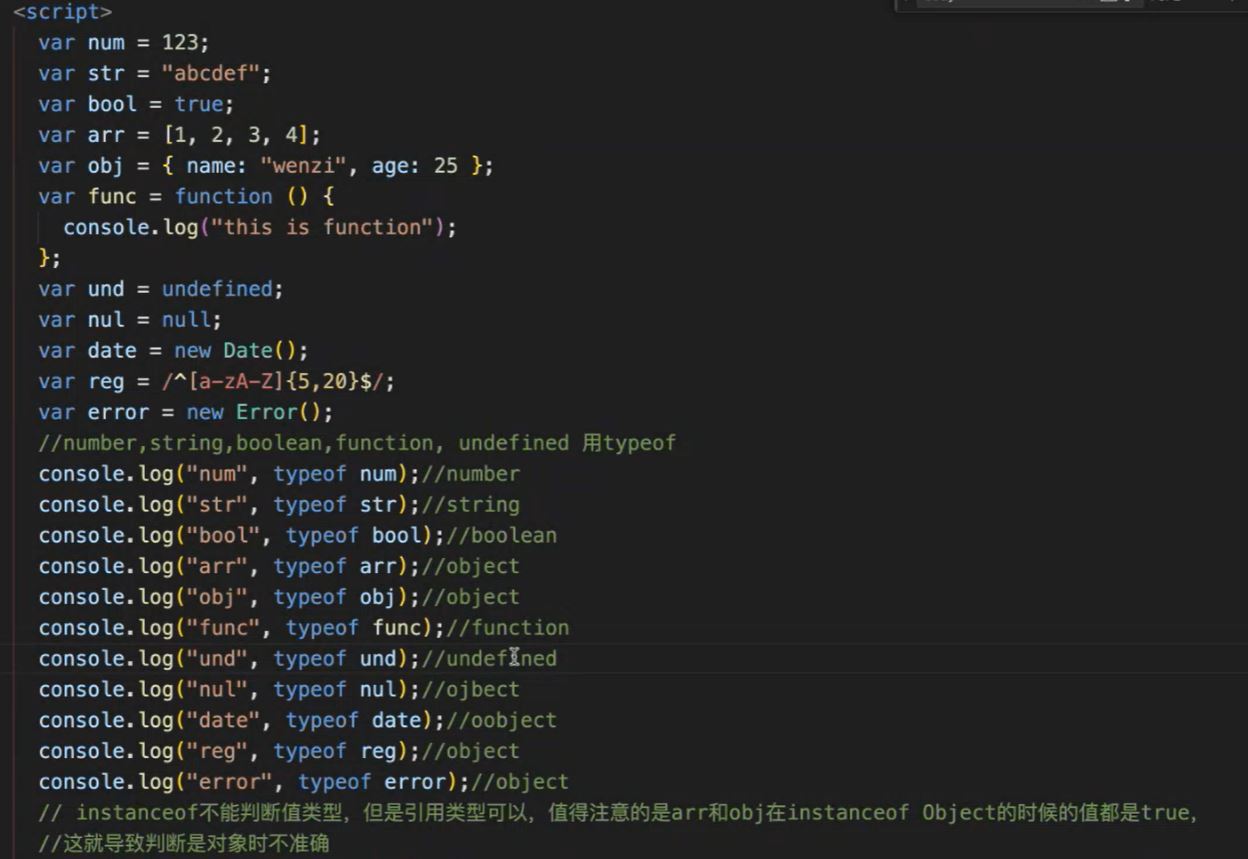 <script>
var num = 123;
var str = "abcdef";
var bool = true;
var arr = [1, 2, 3, 4];
var obj = { name: "wenzi", age: 25 };
var func = function () {
console.log("this is function");
};
var und = undefined;
var nul = null;
var date = new Date();
var reg = /^[a-zA-Z]{5,20}$/;
var error = new Error();
//number,string,boolean,function, undefined 用typeof
console.log("num", typeof num);//number
console.log("str", typeof str);//string
console.log("bool", typeof bool);//boolean
console.log("arr", typeof arr);//object
console.log("obj", typeof obj);//object
console.log("func", typeof func);//function
console.log("und", typeof und);//undefined
console.log("nul", typeof nul);//ojbect
console.log("date", typeof date);//oobject
console.log("reg", typeof reg);//object
console.log("error", typeof error);//object
// instanceof不能判断值类型，但是引用类型可以，值得注意的是arr和obj在instanceof Object的时候的值都是true，
//这就导致判断是对象时不准确